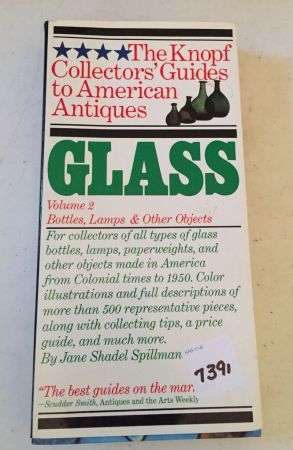 ★★★★The Knopf
Collectors' Guides
to American
Antiques
GLASS
Volume 2
Bottles, Lamps & Other Objects
For collectors of all types of glass
bottles, lamps, paperweights, and
other objects made in America
from Colonial times to 1950. Color
illustrations and full descriptions of
more than 500 representative pieces,
along with collecting tips, a price
guide, and much more.
By Jane Shadel Spillman
7391
"The best guides on the mar
—Scudder Smith, Antiques and the Arts Weekly